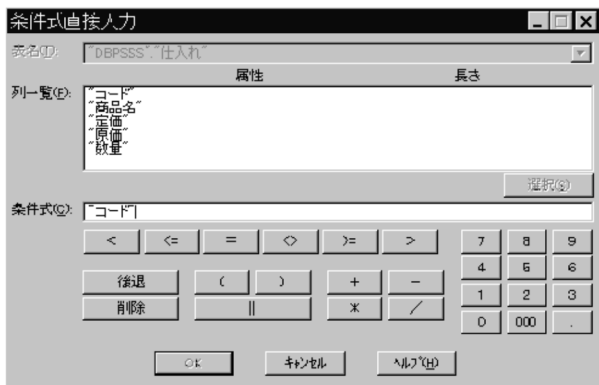 条件式直接入力
表名(T): "DBPSSS"."仕入れ"
属性 長さ
列一覧(F): "コード"
"商品名"
"定価"
"原価"
"数量"
選択(S)
条件式(C): "コード"
< <= = <> >= > 7 8 9
4 5 6
後退 ( ) + -
1 2 3
削除 || * /
0 000 .
OK キャンセル ヘルプ(H)